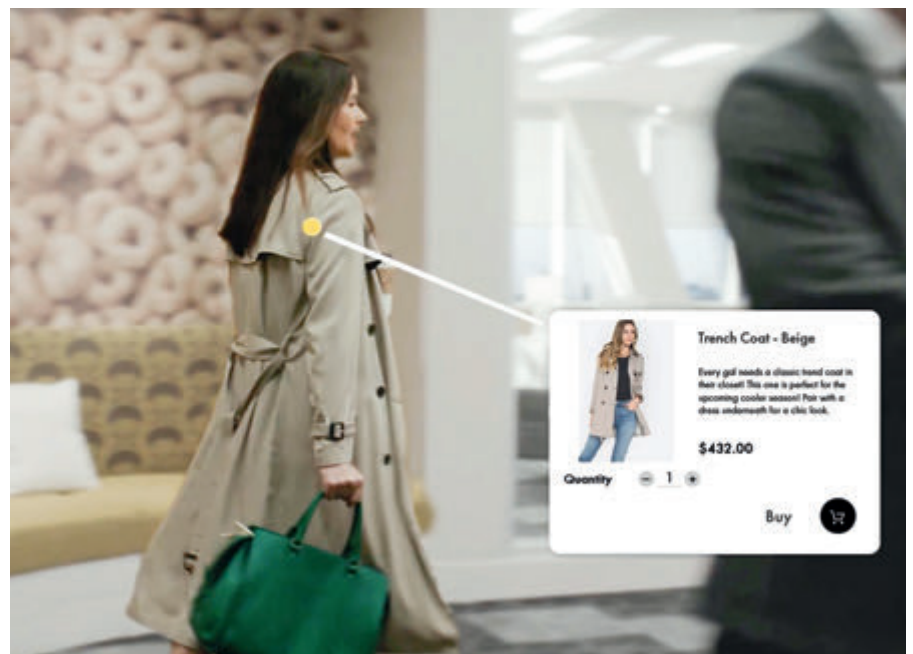 Trench Coat - Beige
Every gal needs a classic trend coat in
their closet! This one is perfect for the
upcoming cooler season! Pair with a
dress underneath for a chic look.
$432.00
Quantity - 1 +
Buy